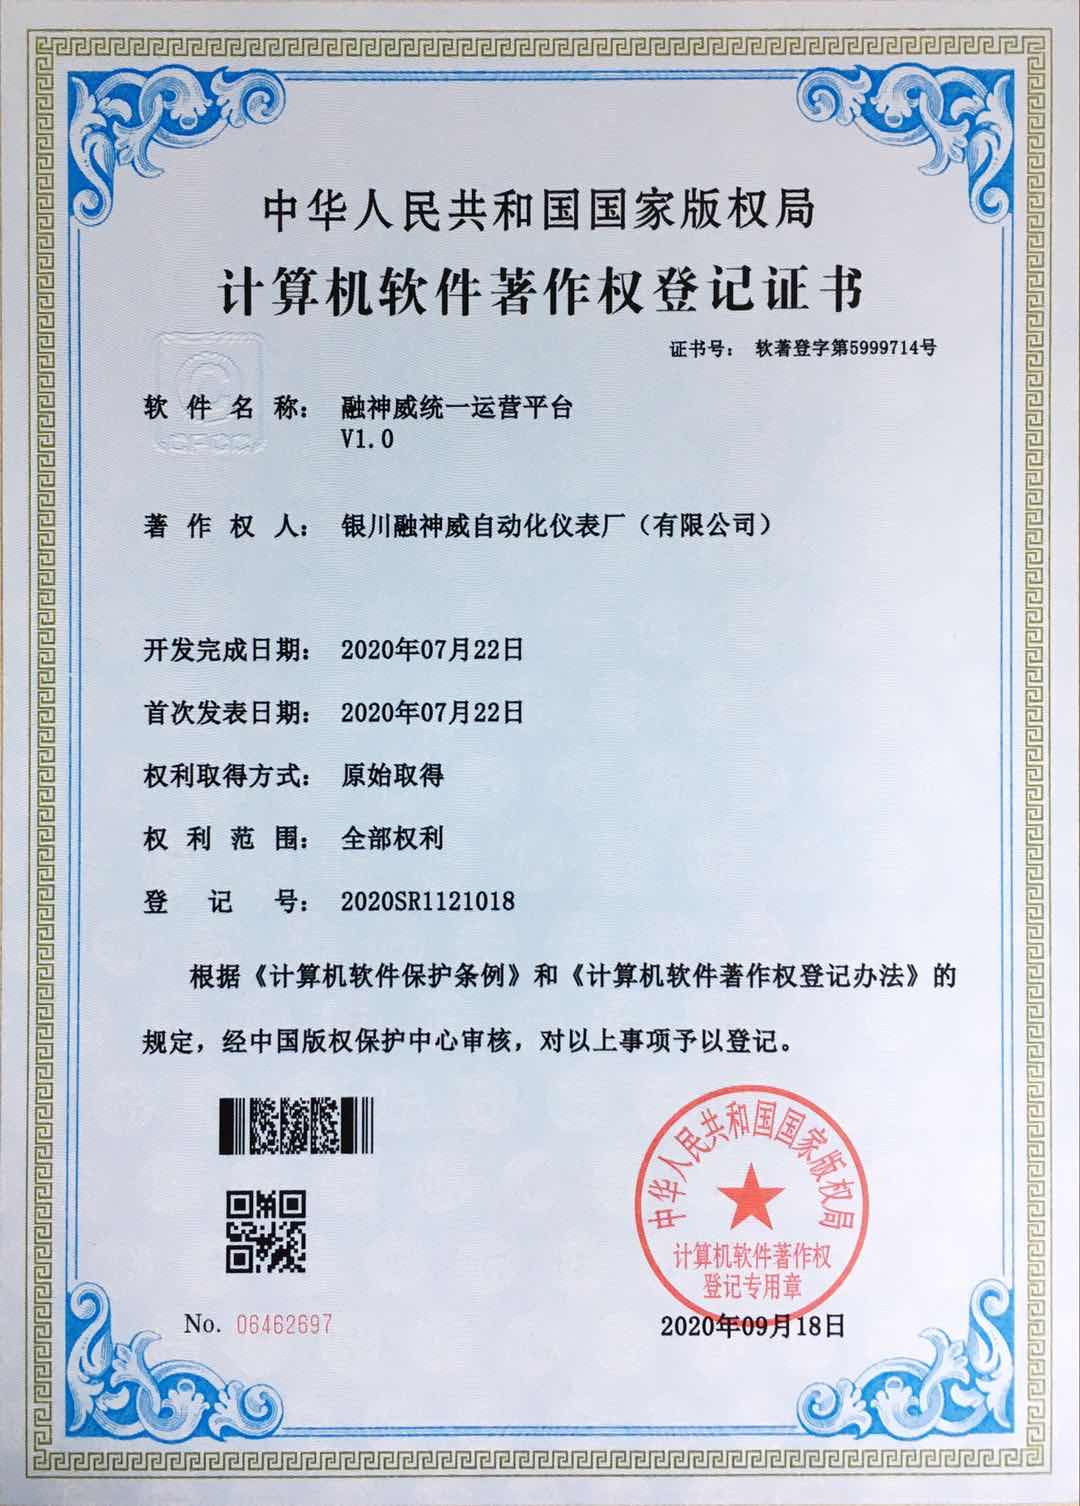 中华人民共和国国家版权局
计算机软件著作权登记证书
证书号： 软著登字第5999714号
CPCC
软件名称： 融神威统一运营平台
V1.0
著作权人： 银川融神威自动化仪表厂（有限公司）
开发完成日期： 2020年07月22日
首次发表日期： 2020年07月22日
权利取得方式： 原始取得
权利范围： 全部权利
登记号： 2020SR1121018
根据《计算机软件保护条例》和《计算机软件著作权登记办法》的
规定，经中国版权保护中心审核，对以上事项予以登记。
中华人民共和国国家版权局
计算机软件著作权
登记专用章
No. 06462697
2020年09月18日